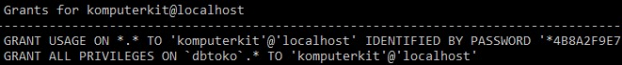 Grants for komputerkit@localhost
GRANT USAGE ON *.* TO 'komputerkit'@'localhost' IDENTIFIED BY PASSWORD '*4B8A2F9E7
GRANT ALL PRIVILEGES ON `dbtoko`.* TO 'komputerkit'@'localhost'